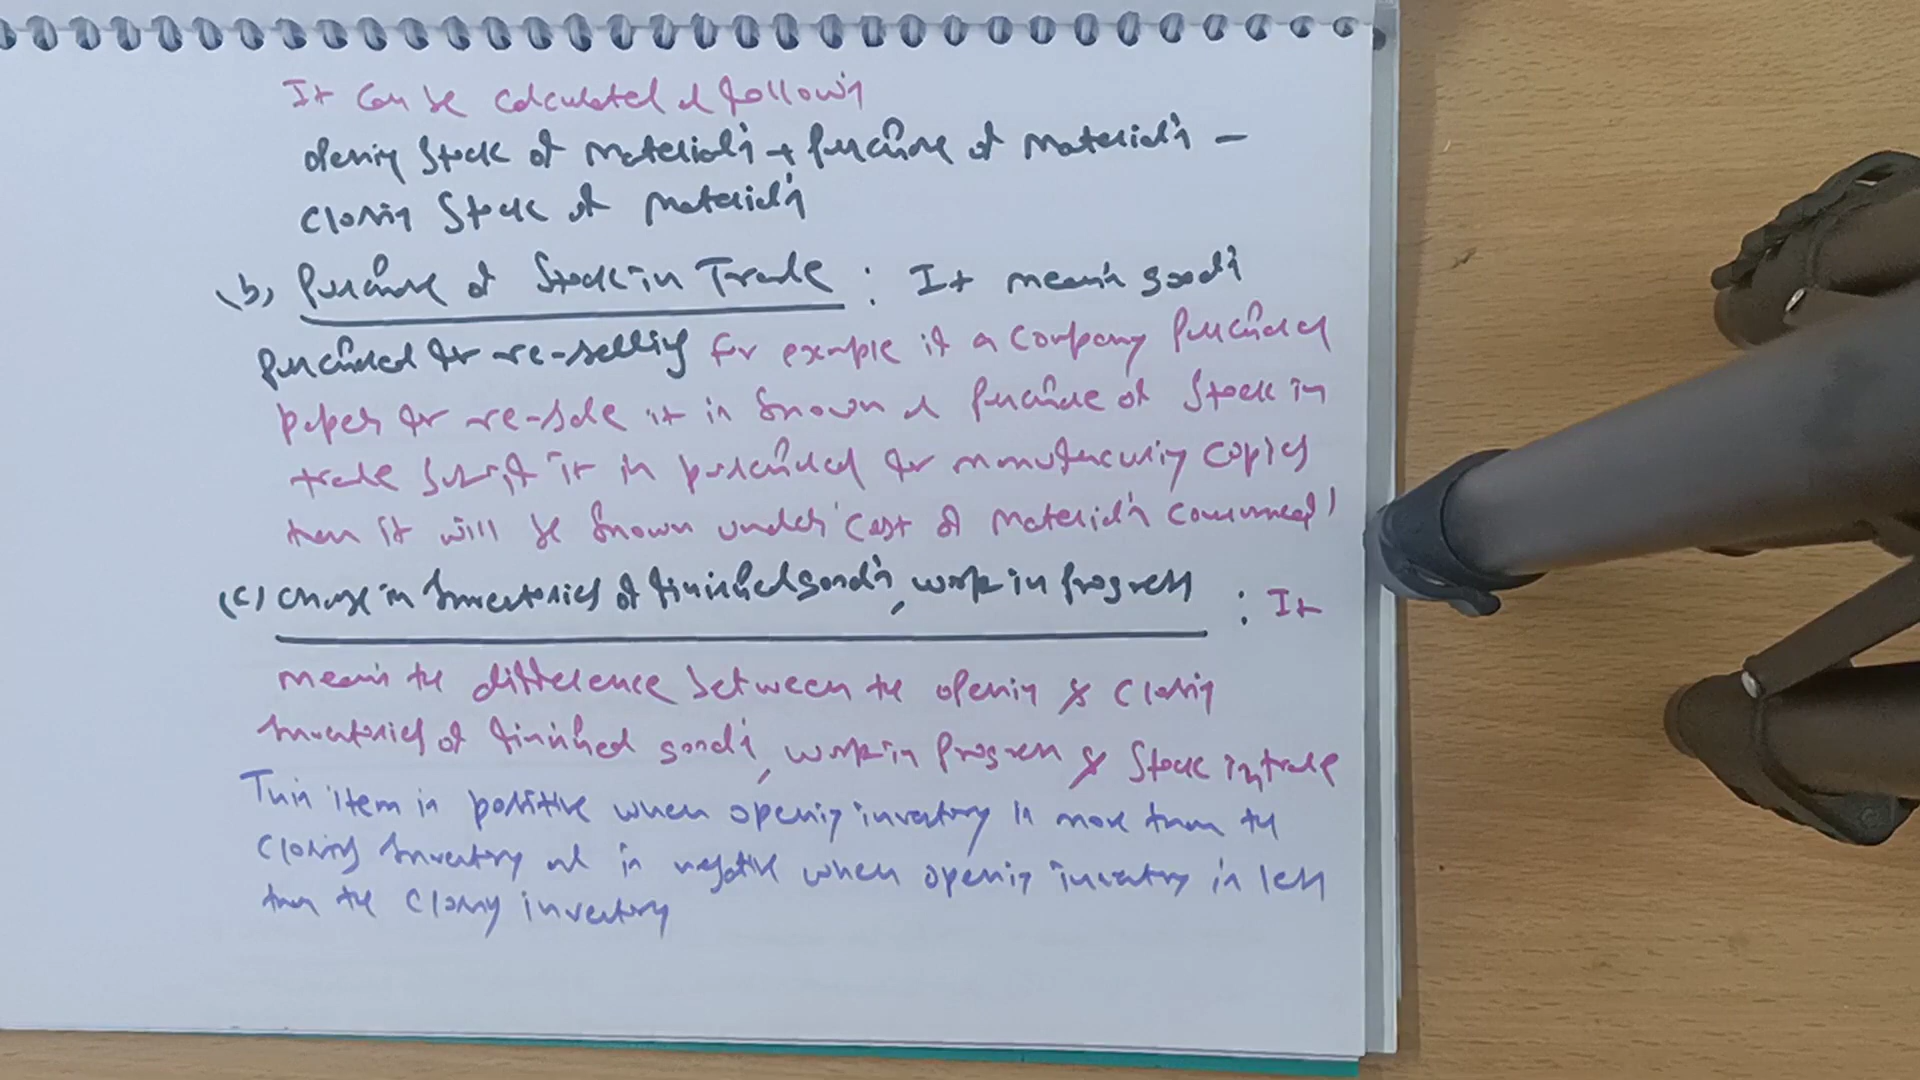 It can be calculated as follows
opening stock of materials + purchase of materials -
closing stock of materials
(b) Purchase of Stock in Trade : It means goods
purchased for re-selling for example if a company purchased
paper for re-sale it is known as purchase of stock in
trade but if it is purchased for manufacturing copies
then it will be known under 'cost of materials consumed'
(c) change in inventories of finished goods, work in progress : It
means the difference between the opening & closing
inventories of finished goods, work in progress & stock in trade
This item is positive when opening inventory is more than the
closing inventory and is negative when opening inventory is less
than the closing inventory